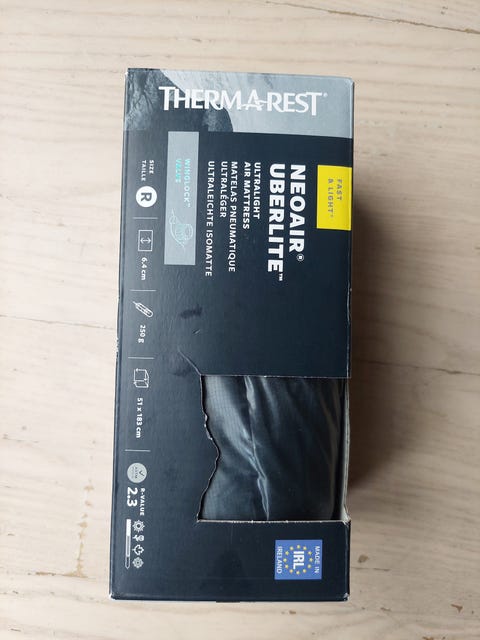 THERM-A-REST®
FAST
& LIGHT®
NEOAIR®
UBERLITE™
ULTRALIGHT
AIR MATTRESS
MATELAS PNEUMATIQUE
ULTRALÉGER
ULTRALEICHTE ISOMATTE
WINGLOCK™
VALVE
SIZE
TAILLE
R
6.4 cm
250 g
51 x 183 cm
R-VALUE
2.3
MADE IN
IRL
IRELAND